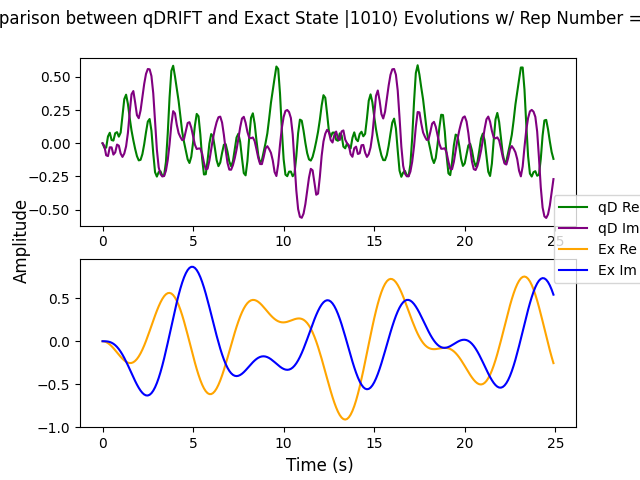 parison between qDRIFT and Exact State |1010⟩ Evolutions w/ Rep Number =
0.50
0.25
0.00
−0.25
−0.50
0 5 10 15 20 25
qD Re
qD Im
Ex Re
Ex Im
Amplitude
0.5
0.0
−0.5
−1.0
0 5 10 15 20 25
Time (s)